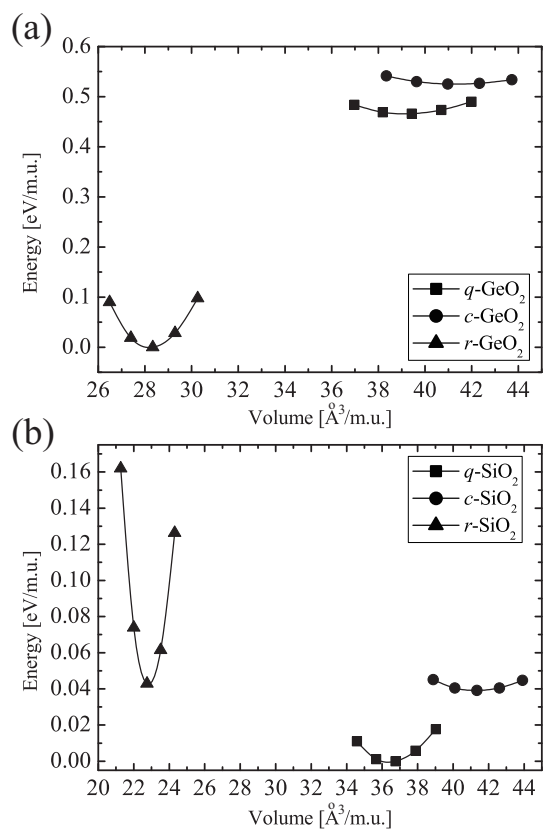 (a)
0.6
0.5
0.4
0.3
0.2
0.1
0.0
Energy [eV/m.u.]
q-GeO₂
c-GeO₂
r-GeO₂
26 28 30 32 34 36 38 40 42 44
Volume [Å³/m.u.]
(b)
0.16
0.14
0.12
0.10
0.08
0.06
0.04
0.02
0.00
Energy [eV/m.u.]
q-SiO₂
c-SiO₂
r-SiO₂
20 22 24 26 28 30 32 34 36 38 40 42 44
Volume [Å³/m.u.]